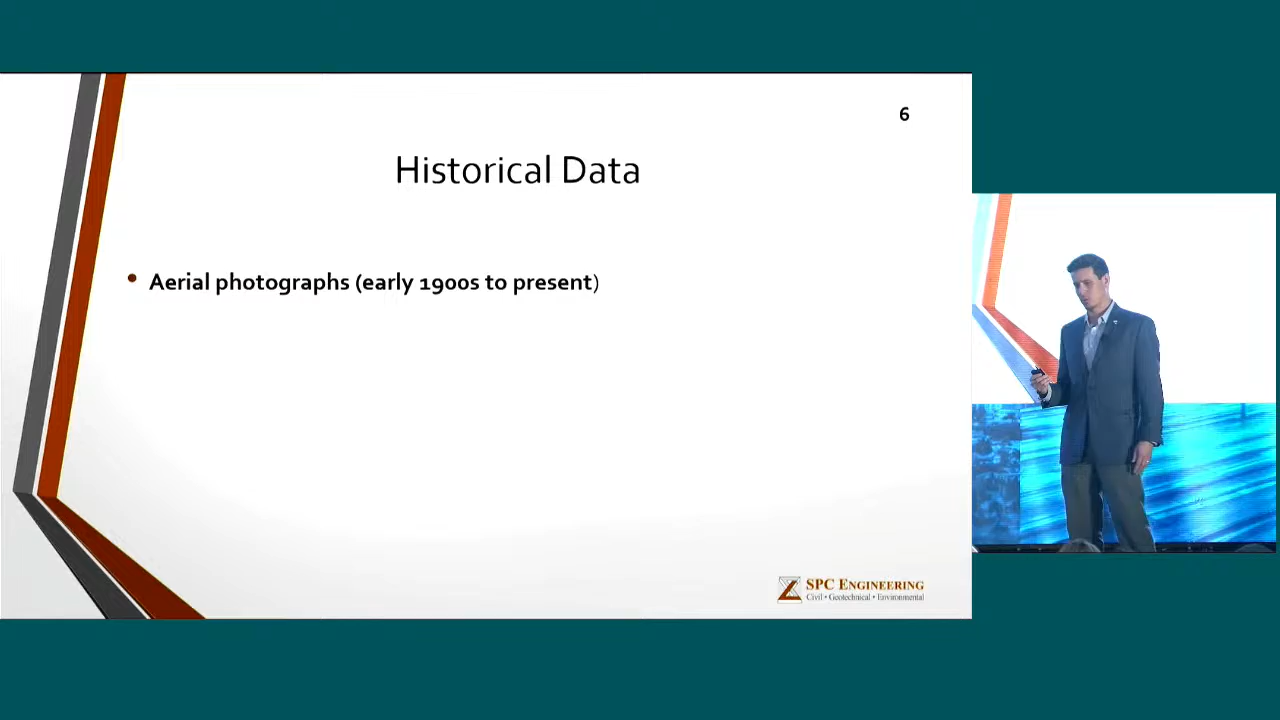 6
Historical Data
• Aerial photographs (early 1900s to present)
SPC ENGINEERING
Civil • Geotechnical • Environmental